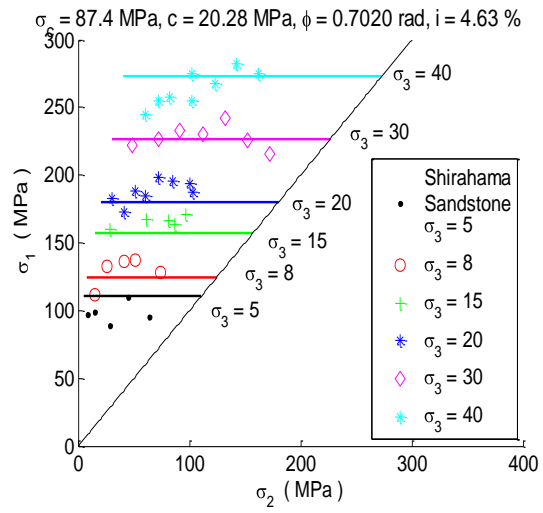 σc = 87.4 MPa, c = 20.28 MPa, ϕ = 0.7020 rad, i = 4.63 %
300
250
200
150
100
50
0
σ1 ( MPa)
σ3 = 40
σ3 = 30
σ3 = 20
σ3 = 15
σ3 = 8
σ3 = 5
Shirahama
Sandstone
σ3 = 5
σ3 = 8
σ3 = 15
σ3 = 20
σ3 = 30
σ3 = 40
0
100
200
300
400
σ2 ( MPa)